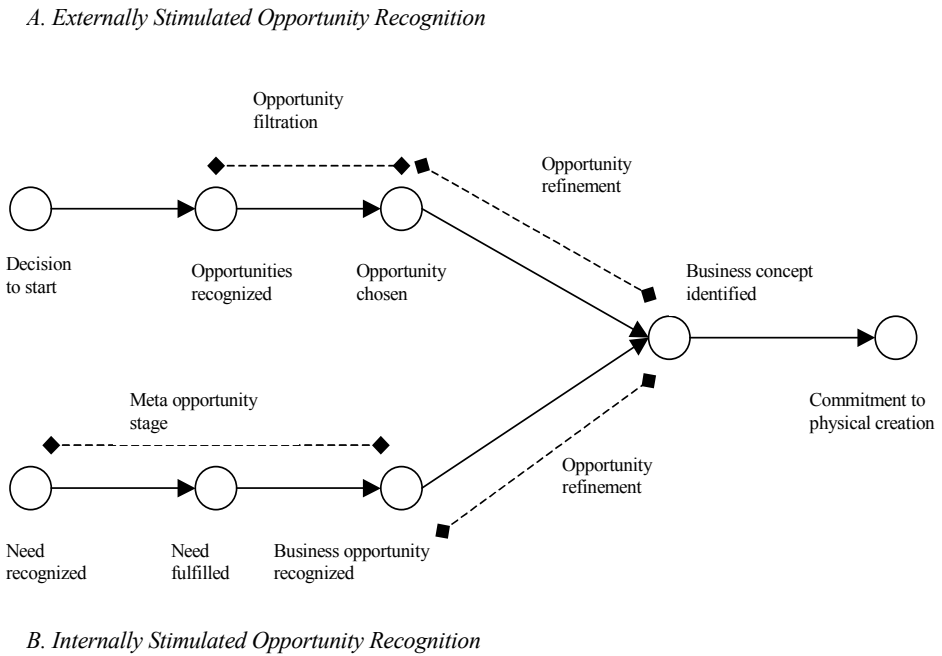 A. Externally Stimulated Opportunity Recognition
Opportunity
filtration
Opportunity
refinement
Decision
to start
Opportunities
recognized
Opportunity
chosen
Business concept
identified
Meta opportunity
stage
Commitment to
physical creation
Opportunity
refinement
Need
recognized
Need
fulfilled
Business opportunity
recognized
B. Internally Stimulated Opportunity Recognition